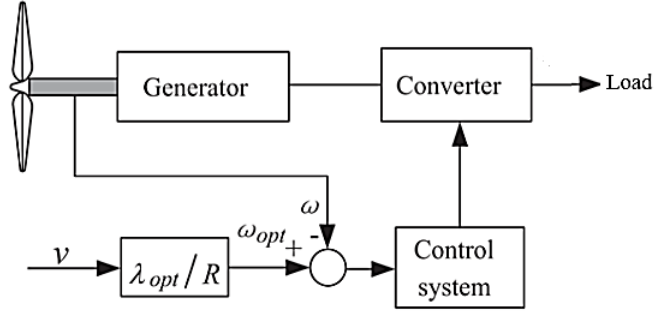 Generator
Converter
Load
ω
v
λopt / R
ωopt
+
-
Control
system